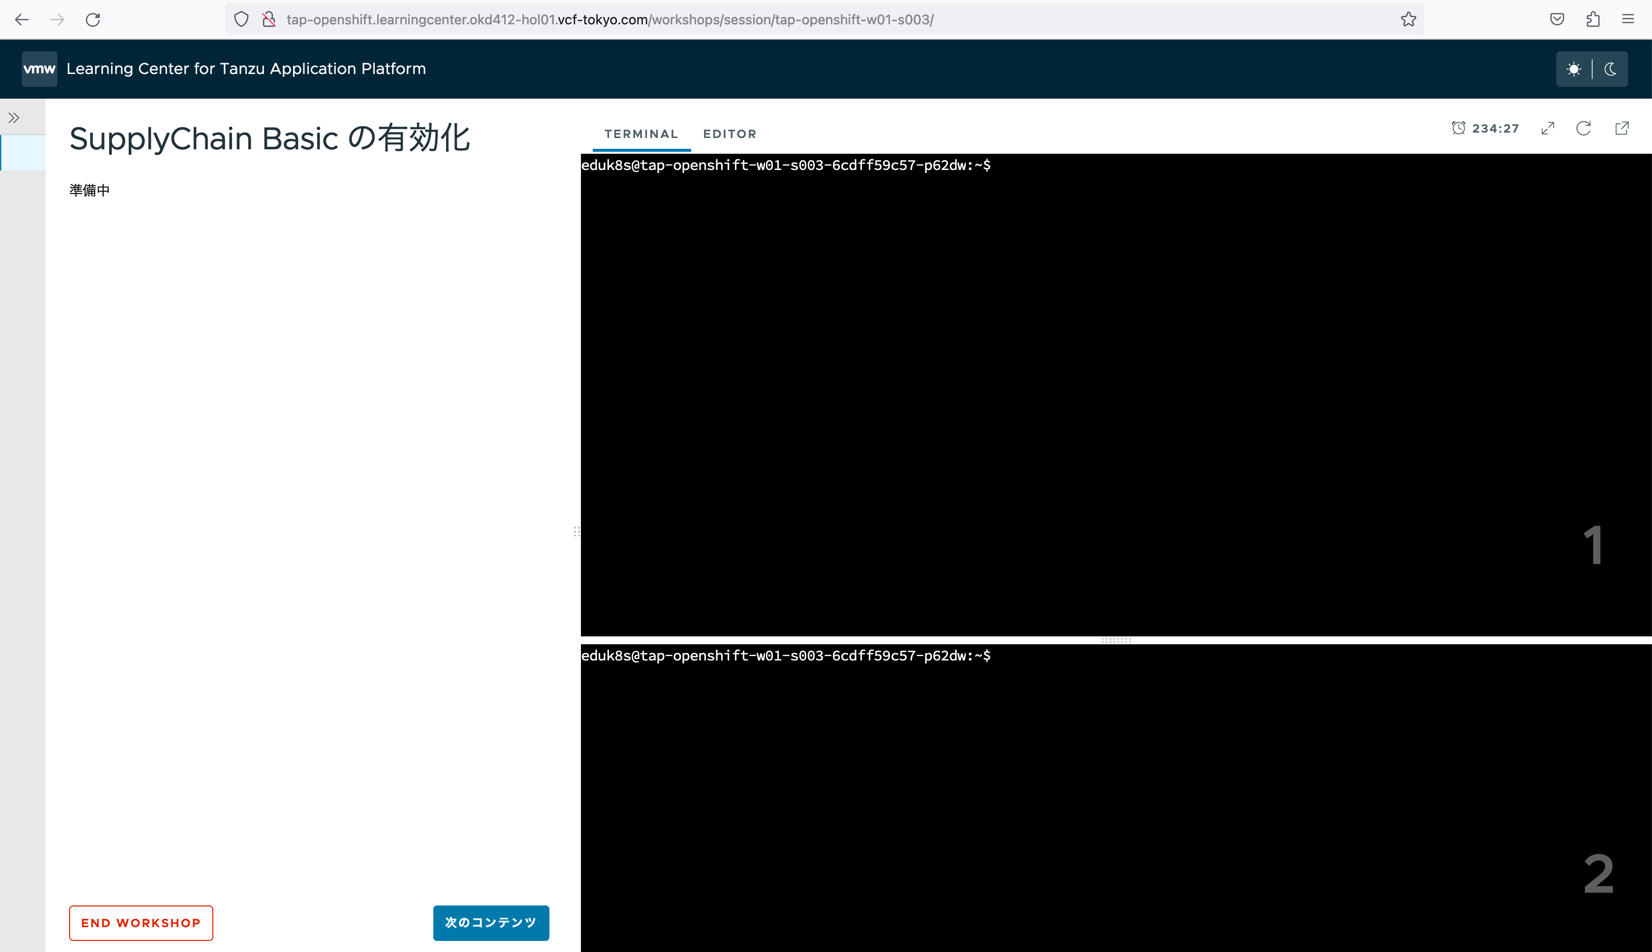 tap-openshift.learningcenter.okd412-hol01.vcf-tokyo.com/workshops/session/tap-openshift-w01-s003/
vmw Learning Center for Tanzu Application Platform
SupplyChain Basic の有効化
準備中
TERMINAL EDITOR
234:27
eduk8s@tap-openshift-w01-s003-6cdff59c57-p62dw:~$
1
eduk8s@tap-openshift-w01-s003-6cdff59c57-p62dw:~$
2
END WORKSHOP
次のコンテンツ